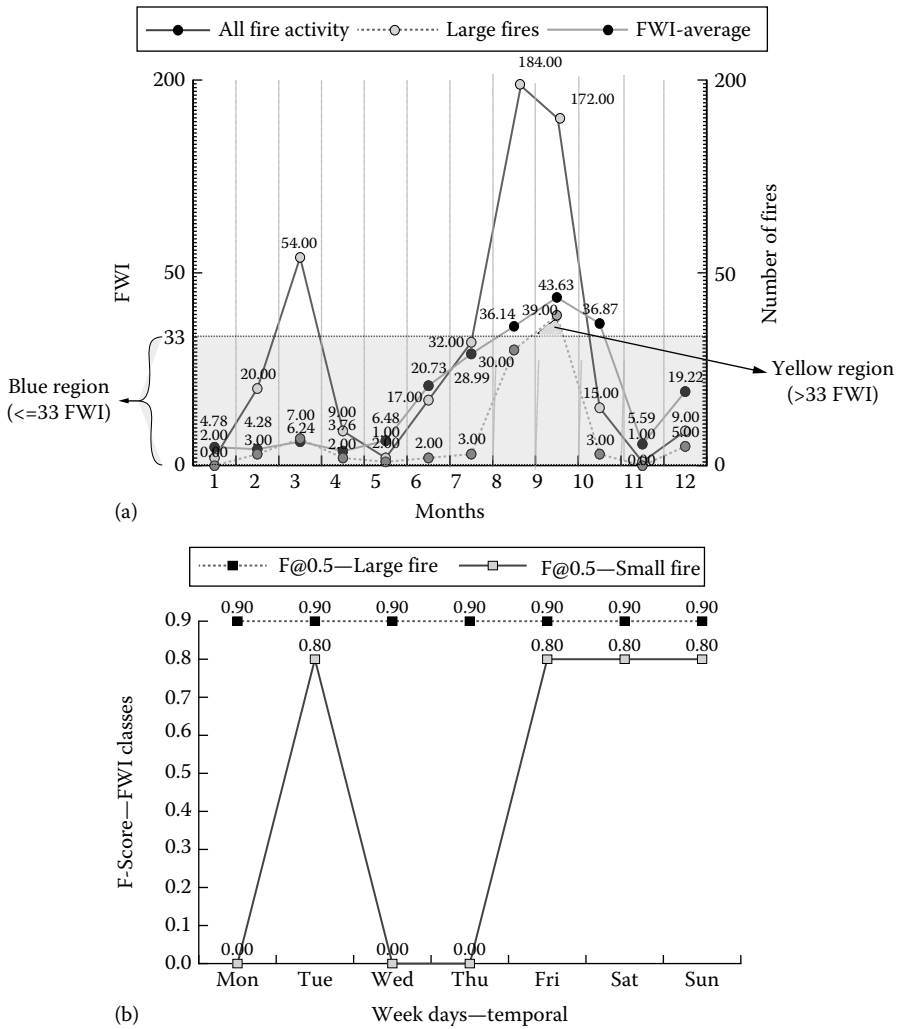 All fire activity Large fires FWI-average
184.00
200 200
172.00
54.00
50 50
43.63
36.14 39.00 36.87
33
32.00
30.00
20.73 28.99
20.00 19.22
17.00
15.00
4.78 4.28 7.00 9.00 6.48 5.59 9.00
2.00 3.00 6.24 3.76 1.00 2.00 3.00 3.00 1.00 5.00
0.00 2.00 2.00 0.00
0 0
1 2 3 4 5 6 7 8 9 10 11 12
FWI
Number of fires
Blue region
(<=33 FWI)
Yellow region
(>33 FWI)
(a) Months
F@0.5—Large fire F@0.5—Small fire
0.90 0.90 0.90 0.90 0.90 0.90 0.90
0.9
0.80 0.80 0.80 0.80
0.8
0.7
0.6
0.5
0.4
0.3
0.2
0.1
0.00 0.00 0.00
0.0
Mon Tue Wed Thu Fri Sat Sun
F-Score—FWI classes
(b) Week days—temporal